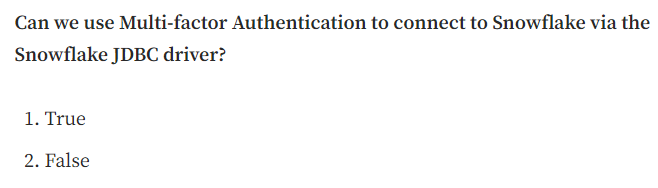 Can we use Multi-factor Authentication to connect to Snowflake via the
Snowflake JDBC driver?
1. True
2. False